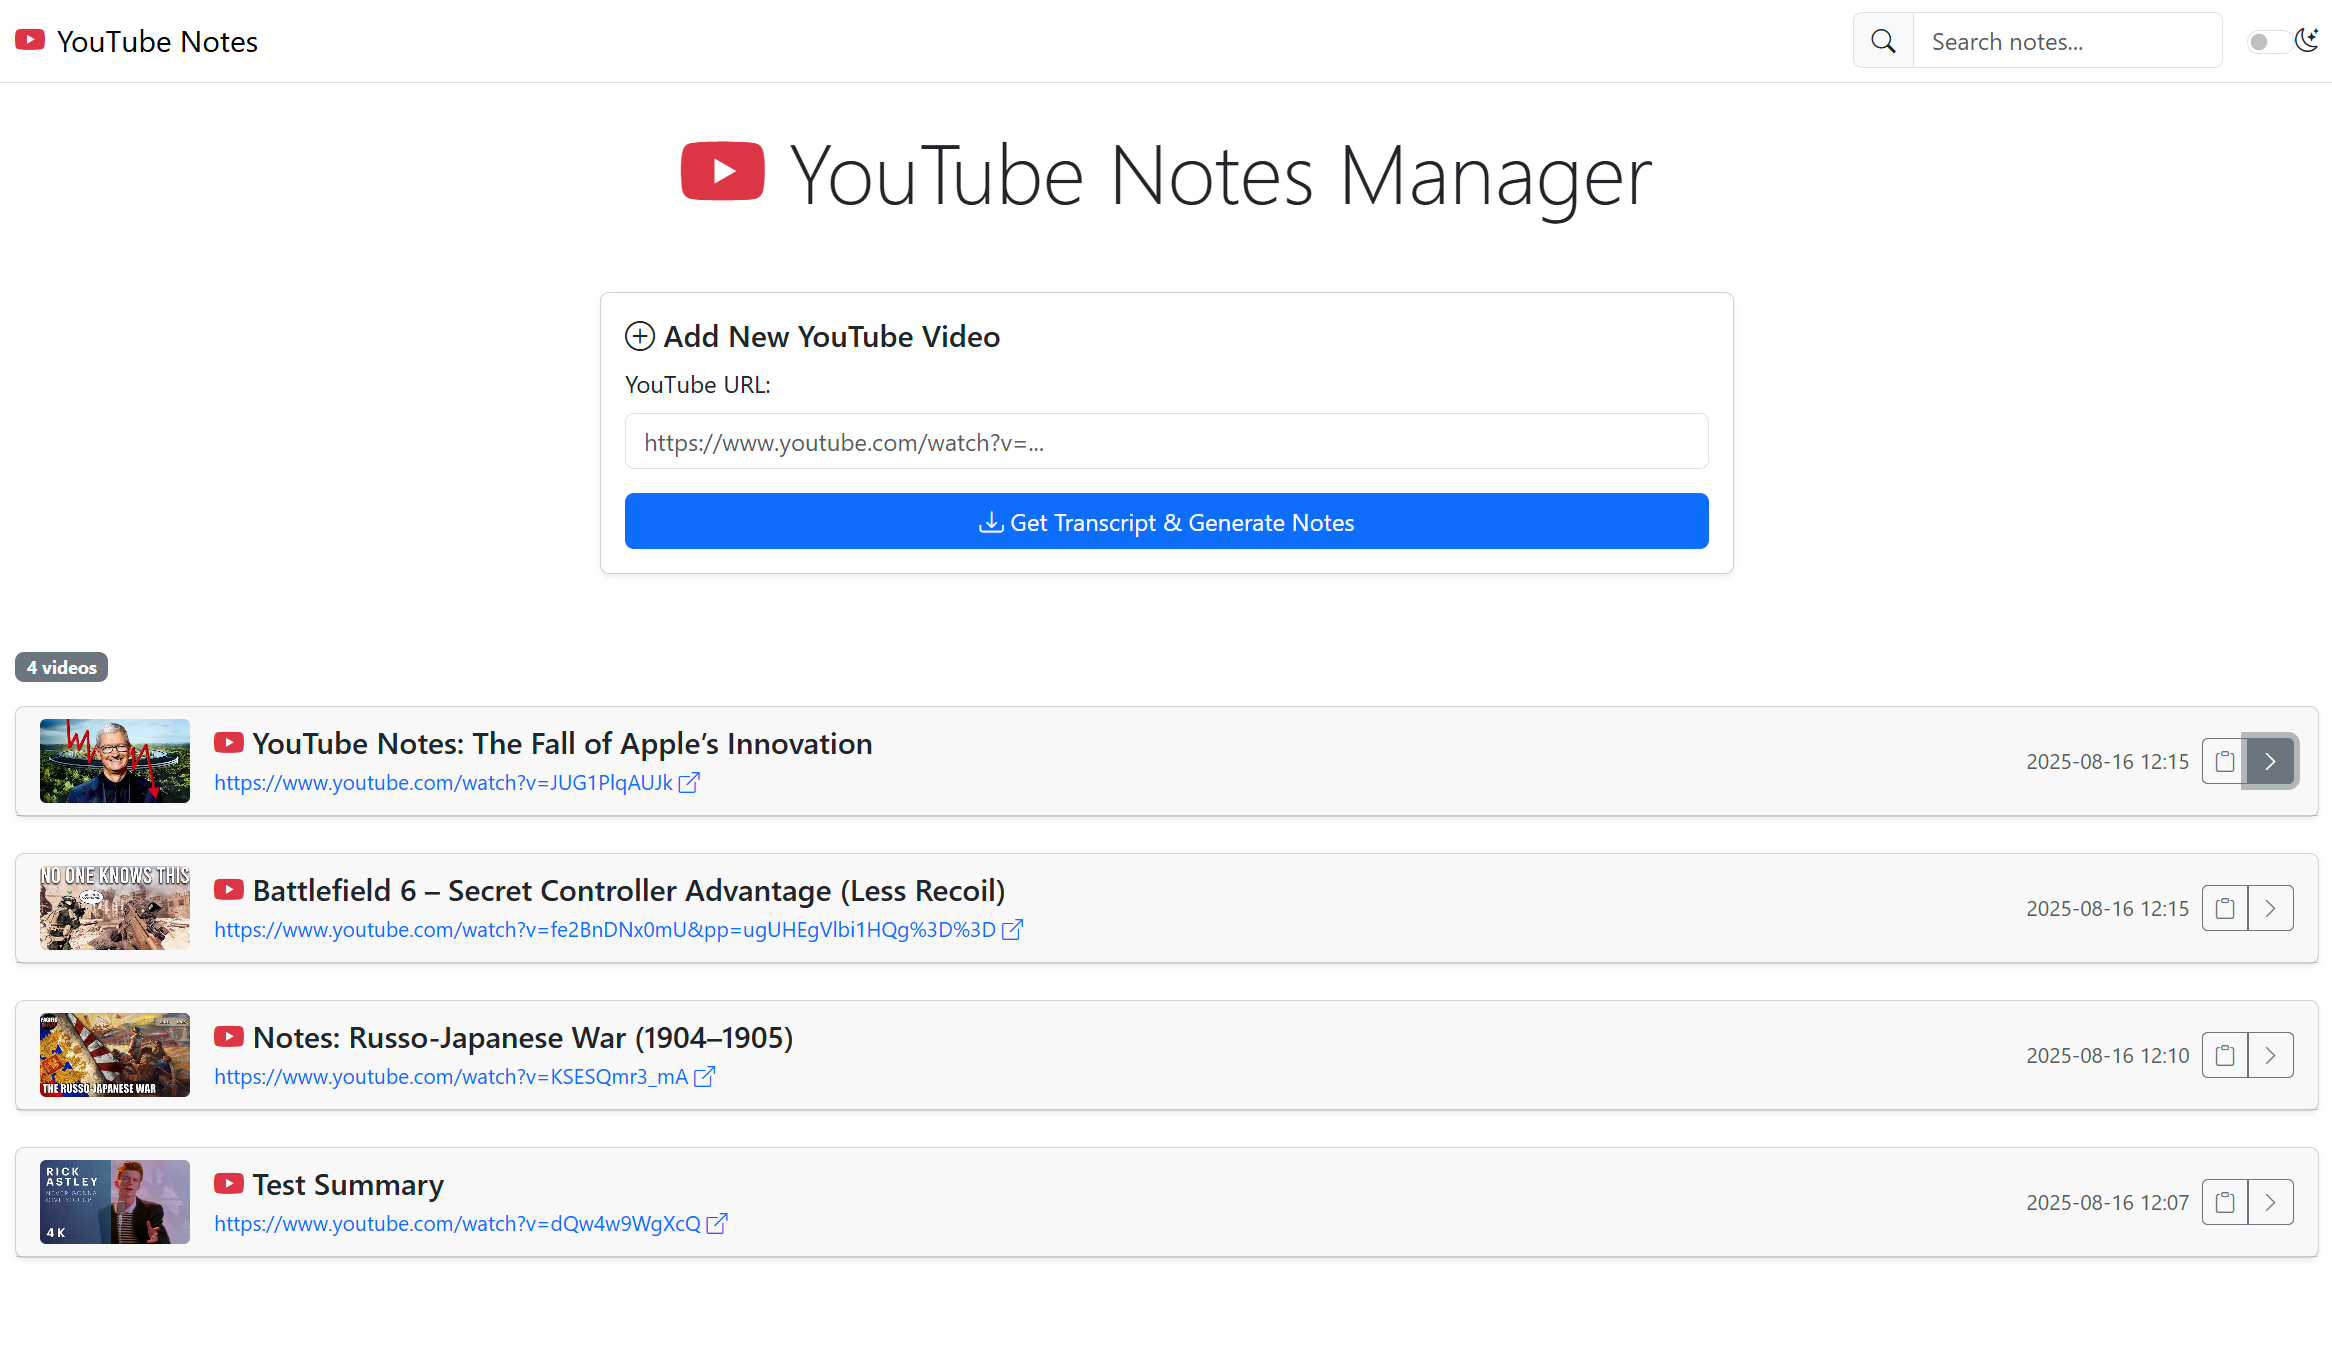 YouTube Notes
Search notes...
YouTube Notes Manager
Add New YouTube Video
YouTube URL:
https://www.youtube.com/watch?v=...
Get Transcript & Generate Notes
4 videos
YouTube Notes: The Fall of Apple’s Innovation
https://www.youtube.com/watch?v=JUG1PlqAUJk
2025-08-16 12:15
NO ONE KNOWS THIS
Battlefield 6 – Secret Controller Advantage (Less Recoil)
https://www.youtube.com/watch?v=fe2BnDNx0mU&pp=ugUHEgVlbi1HQg%3D%3D
2025-08-16 12:15
THE RUSSO-JAPANESE WAR
Notes: Russo-Japanese War (1904–1905)
https://www.youtube.com/watch?v=KSESQmr3_mA
2025-08-16 12:10
RICK
ASTLEY
NEVER GONNA
GIVE YOU UP
4K
Test Summary
https://www.youtube.com/watch?v=dQw4w9WgXcQ
2025-08-16 12:07